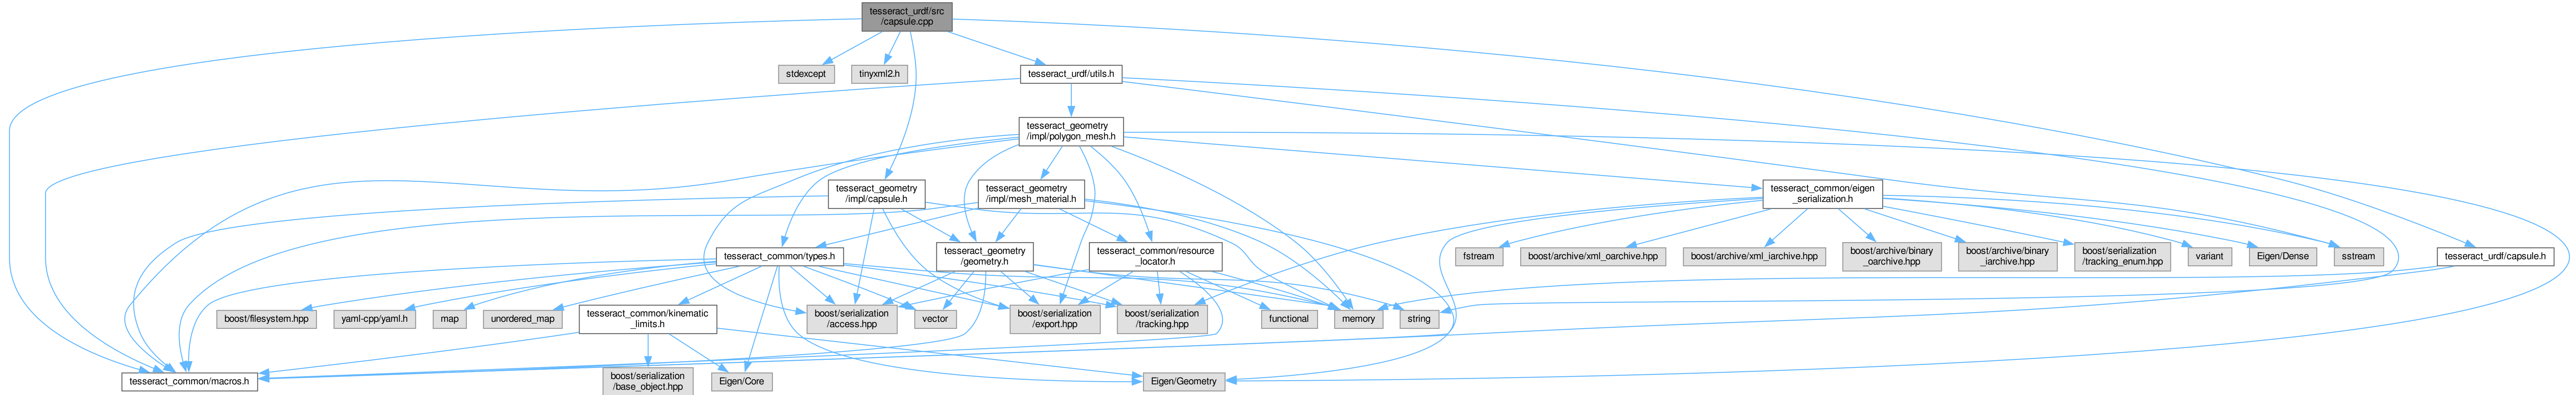 tesseract_urdf/src
/capsule.cpp
stdexcept
tinyxml2.h
tesseract_urdf/utils.h
tesseract_geometry
/impl/polygon_mesh.h
tesseract_geometry
/impl/capsule.h
tesseract_geometry
/impl/mesh_material.h
tesseract_common/eigen
_serialization.h
tesseract_common/types.h
tesseract_geometry
/geometry.h
tesseract_common/resource
_locator.h
fstream
boost/archive/xml_oarchive.hpp
boost/archive/xml_iarchive.hpp
boost/archive/binary
_oarchive.hpp
boost/archive/binary
_iarchive.hpp
boost/serialization
/tracking_enum.hpp
variant
Eigen/Dense
sstream
tesseract_urdf/capsule.h
boost/filesystem.hpp
yaml-cpp/yaml.h
map
unordered_map
tesseract_common/kinematic
_limits.h
boost/serialization
/access.hpp
vector
boost/serialization
/export.hpp
boost/serialization
/tracking.hpp
functional
memory
string
tesseract_common/macros.h
boost/serialization
/base_object.hpp
Eigen/Core
Eigen/Geometry